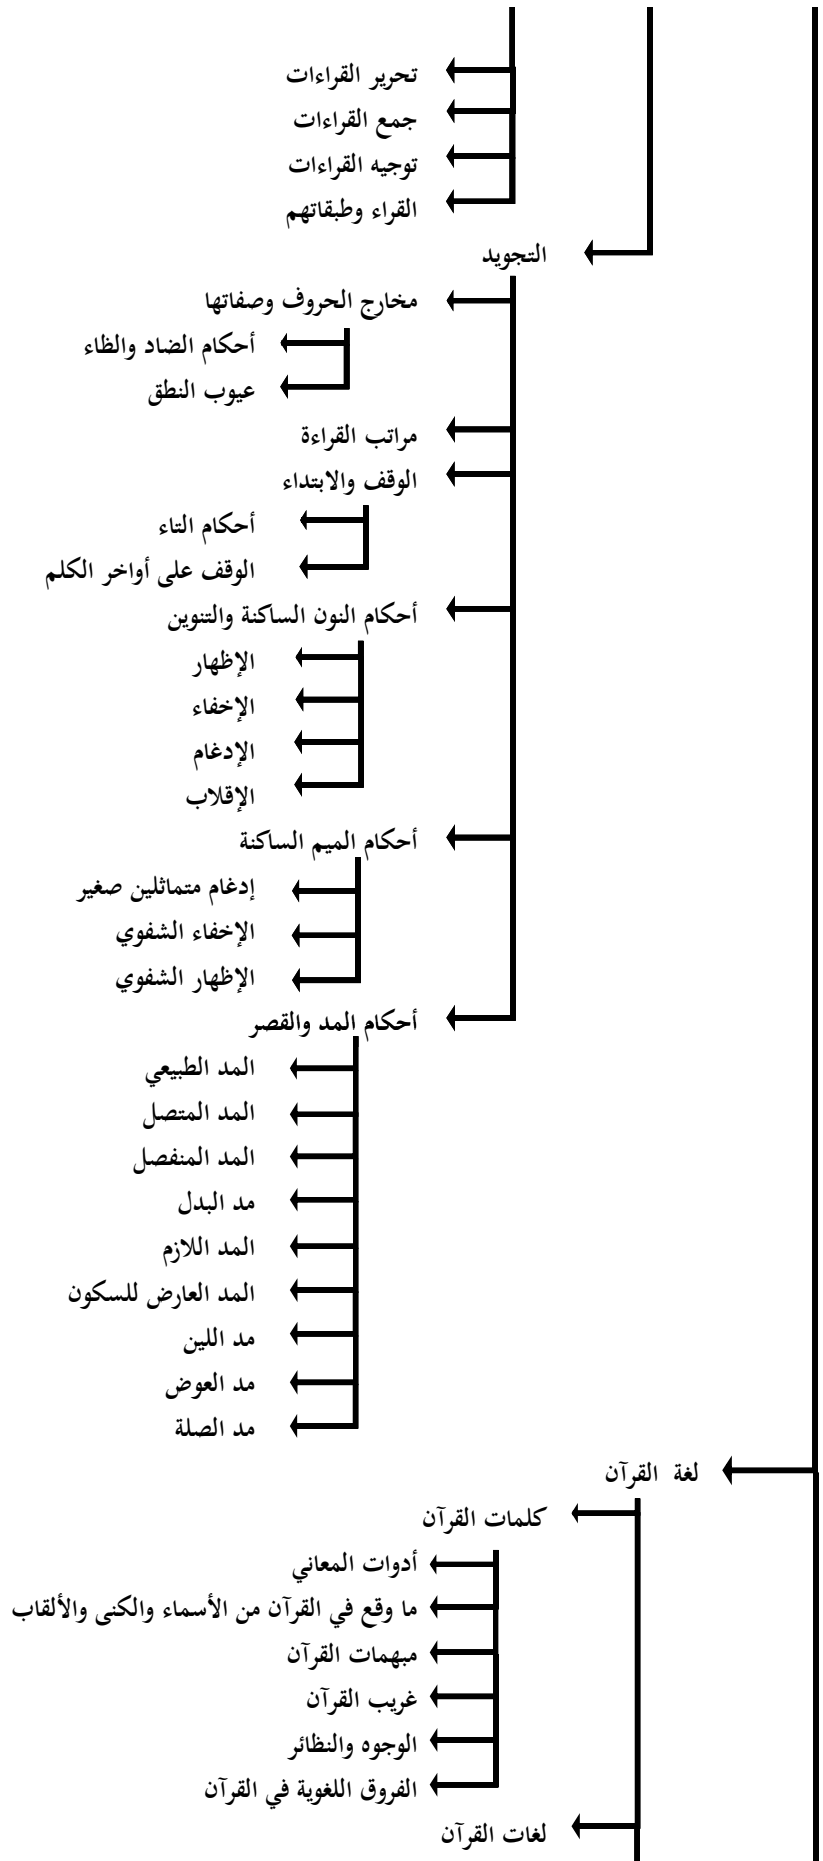 تحرير القراءات
جمع القراءات
توجيه القراءات
القراء وطبقاتهم
التجويد
مخارج الحروف وصفاتها
أحكام الضاد والظاء
عيوب النطق
مراتب القراءة
الوقف والابتداء
أحكام التاء
الوقف على أواخر الكلم
أحكام النون الساكنة والتنوين
الإظهار
الإخفاء
الإدغام
الإقلاب
أحكام الميم الساكنة
إدغام متماثلين صغير
الإخفاء الشفوي
الإظهار الشفوي
أحكام المد والقصر
المد الطبيعي
المد المتصل
المد المنفصل
مد البدل
المد اللازم
المد العارض للسكون
مد اللين
مد العوض
مد الصلة
لغة القرآن
كلمات القرآن
أدوات المعاني
ما وقع في القرآن من الأسماء والكنى والألقاب
مبهمات القرآن
غريب القرآن
الوجوه والنظائر
الفروق اللغوية في القرآن
لغات القرآن